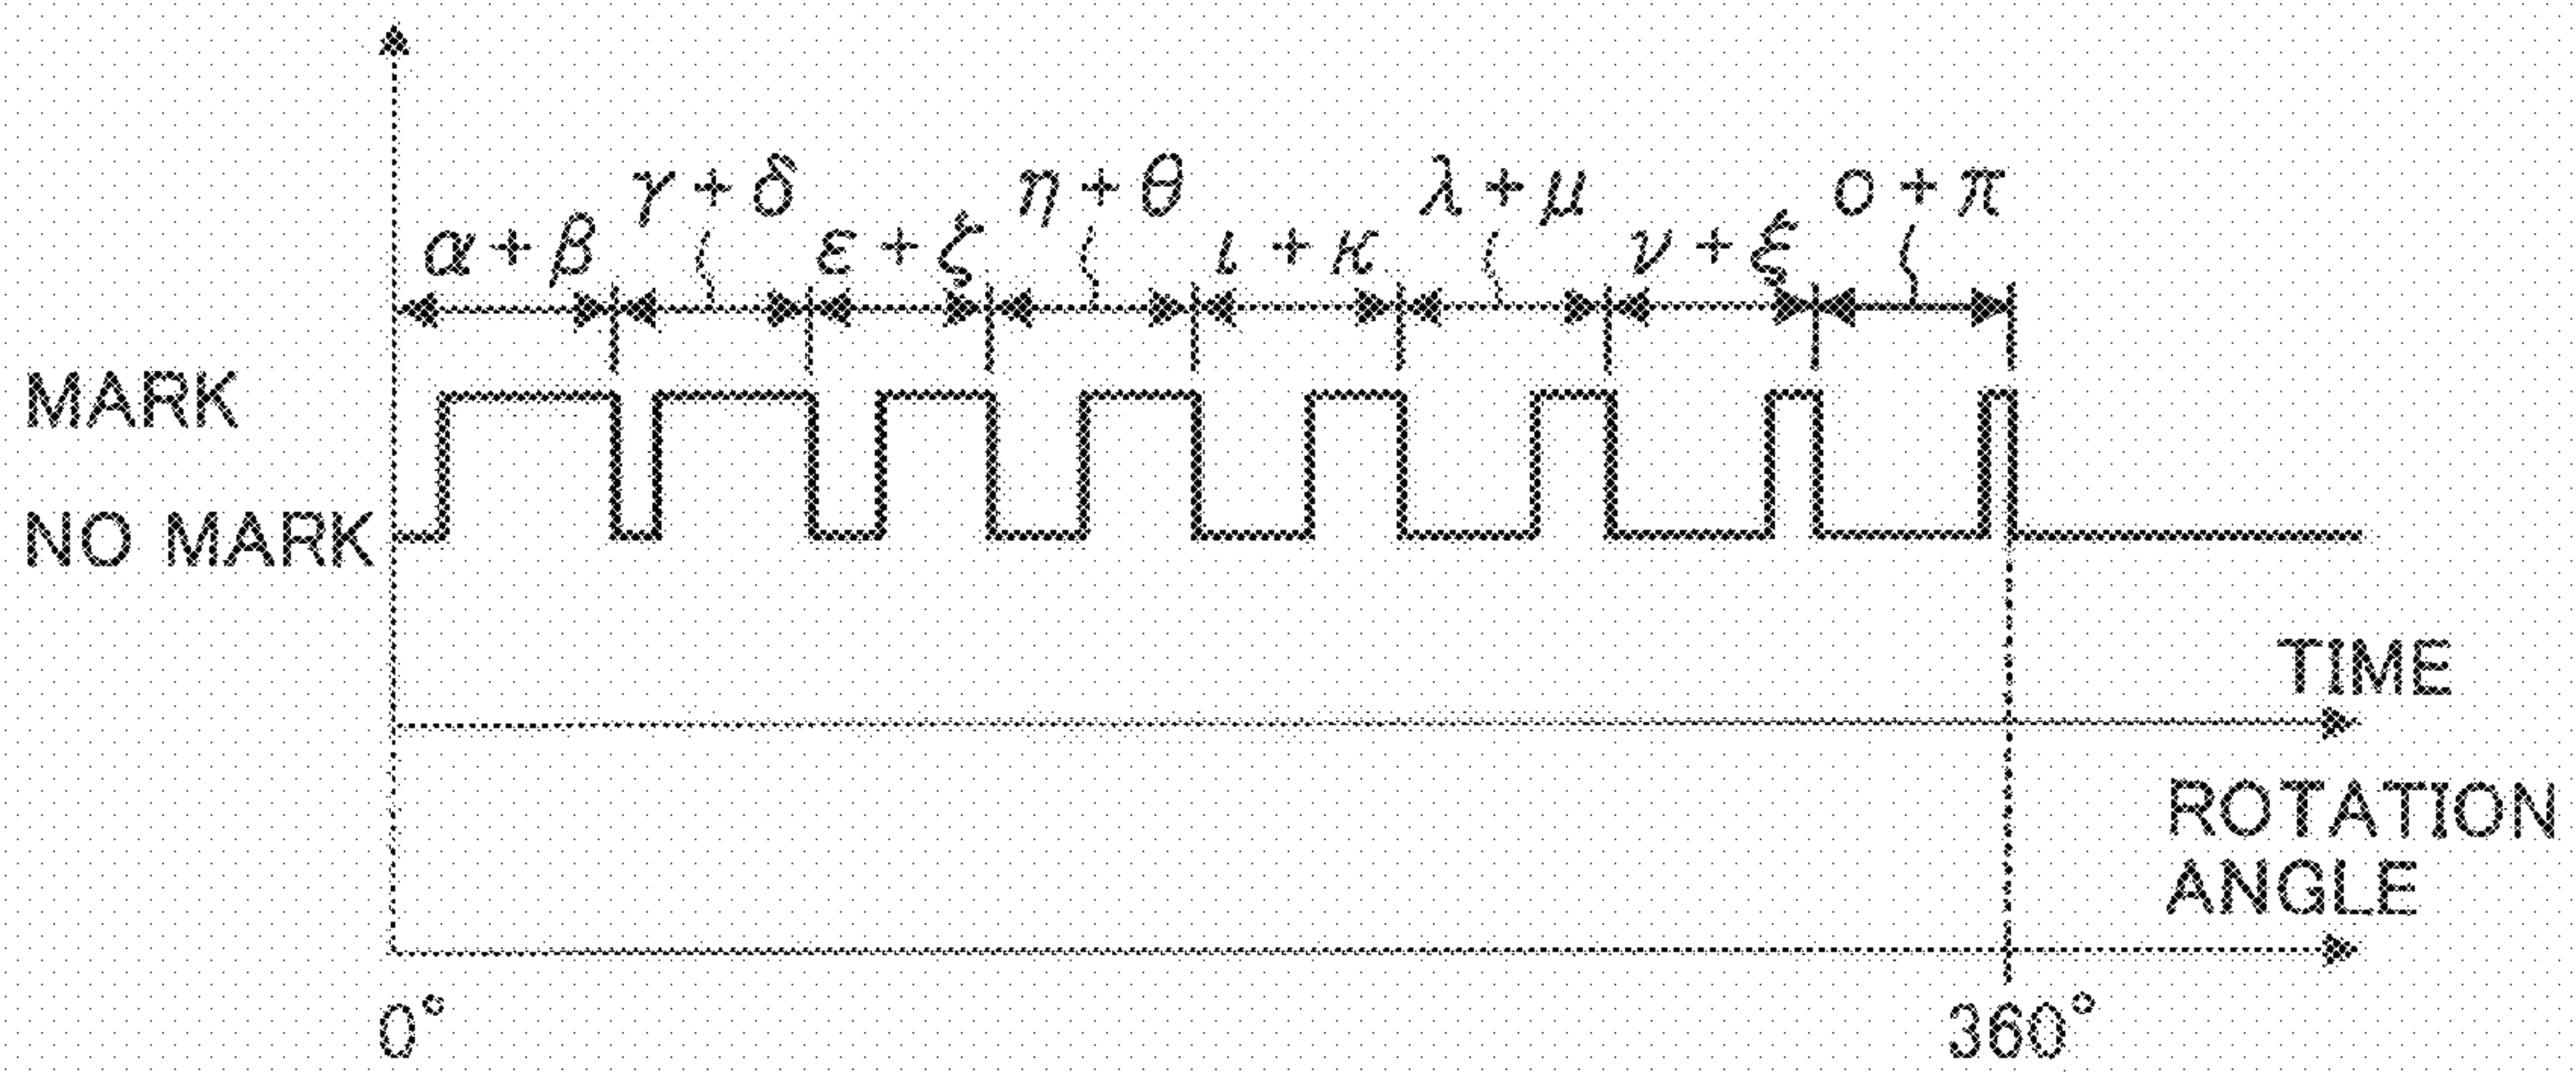 γ+δ η+θ λ+μ ο+π
α+β ε+ζ ι+κ ν+ξ
MARK
NO MARK
TIME
ROTATION
ANGLE
0° 360°